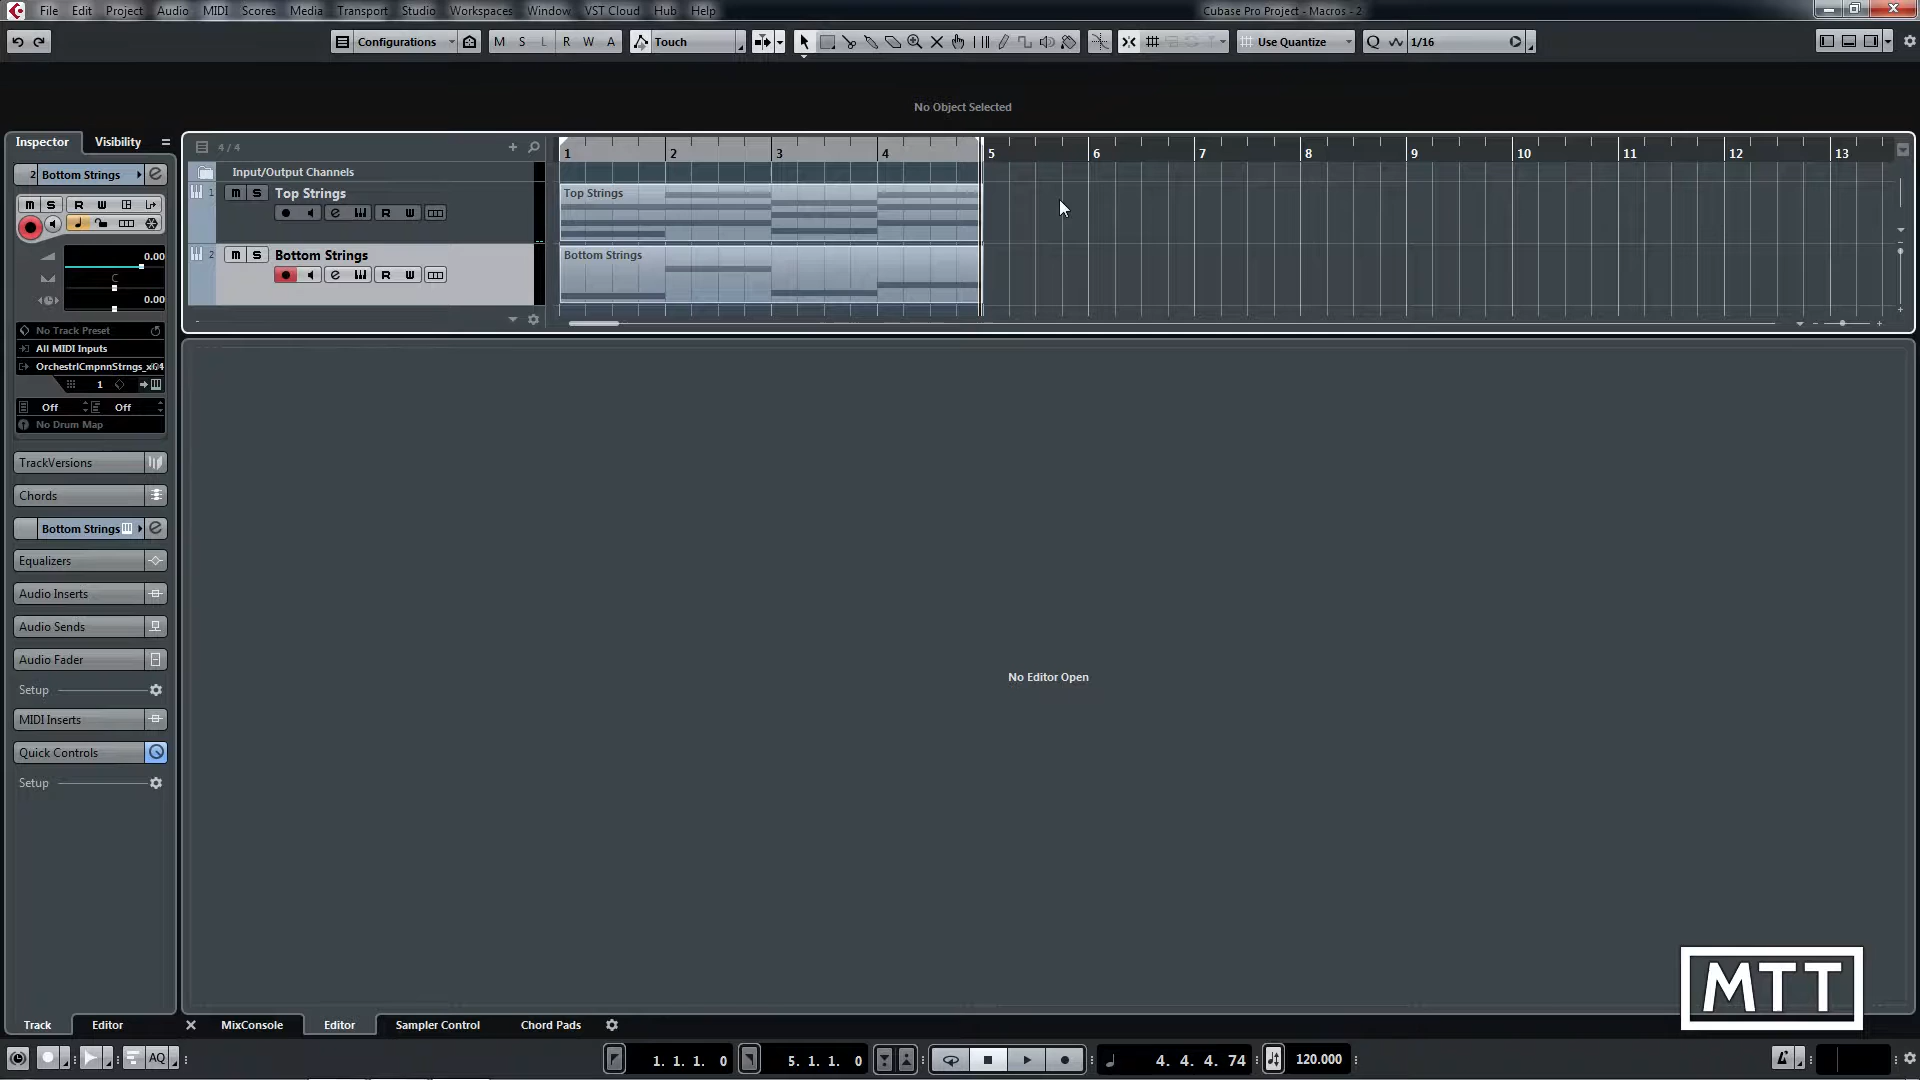 File Edit Project Audio MIDI Scores Media Transport Studio Workspaces Window VST Cloud Hub Help
Cubase Pro Project - Macros - 2
Configurations M S L R W A Touch Use Quantize Q 1/16
No Object Selected
Inspector Visibility
4 / 4
1 2 3 4 5 6 7 8 9 10 11 12 13
2 Bottom Strings
Input/Output Channels
1 m S Top Strings
R W
Top Strings
2 m S Bottom Strings
R W
Bottom Strings
m S R W
0.00
C
0.00
No Track Preset
All MIDI Inputs
OrchestrlCmpnnStrngs_x64
1
Off Off
No Drum Map
TrackVersions
Chords
Bottom Strings
Equalizers
Audio Inserts
Audio Sends
Audio Fader
Setup
MIDI Inserts
Quick Controls
Setup
No Editor Open
MTT
Track Editor MixConsole Editor Sampler Control Chord Pads
AQ 1. 1. 1. 0 5. 1. 1. 0 4. 4. 4. 74 120.000